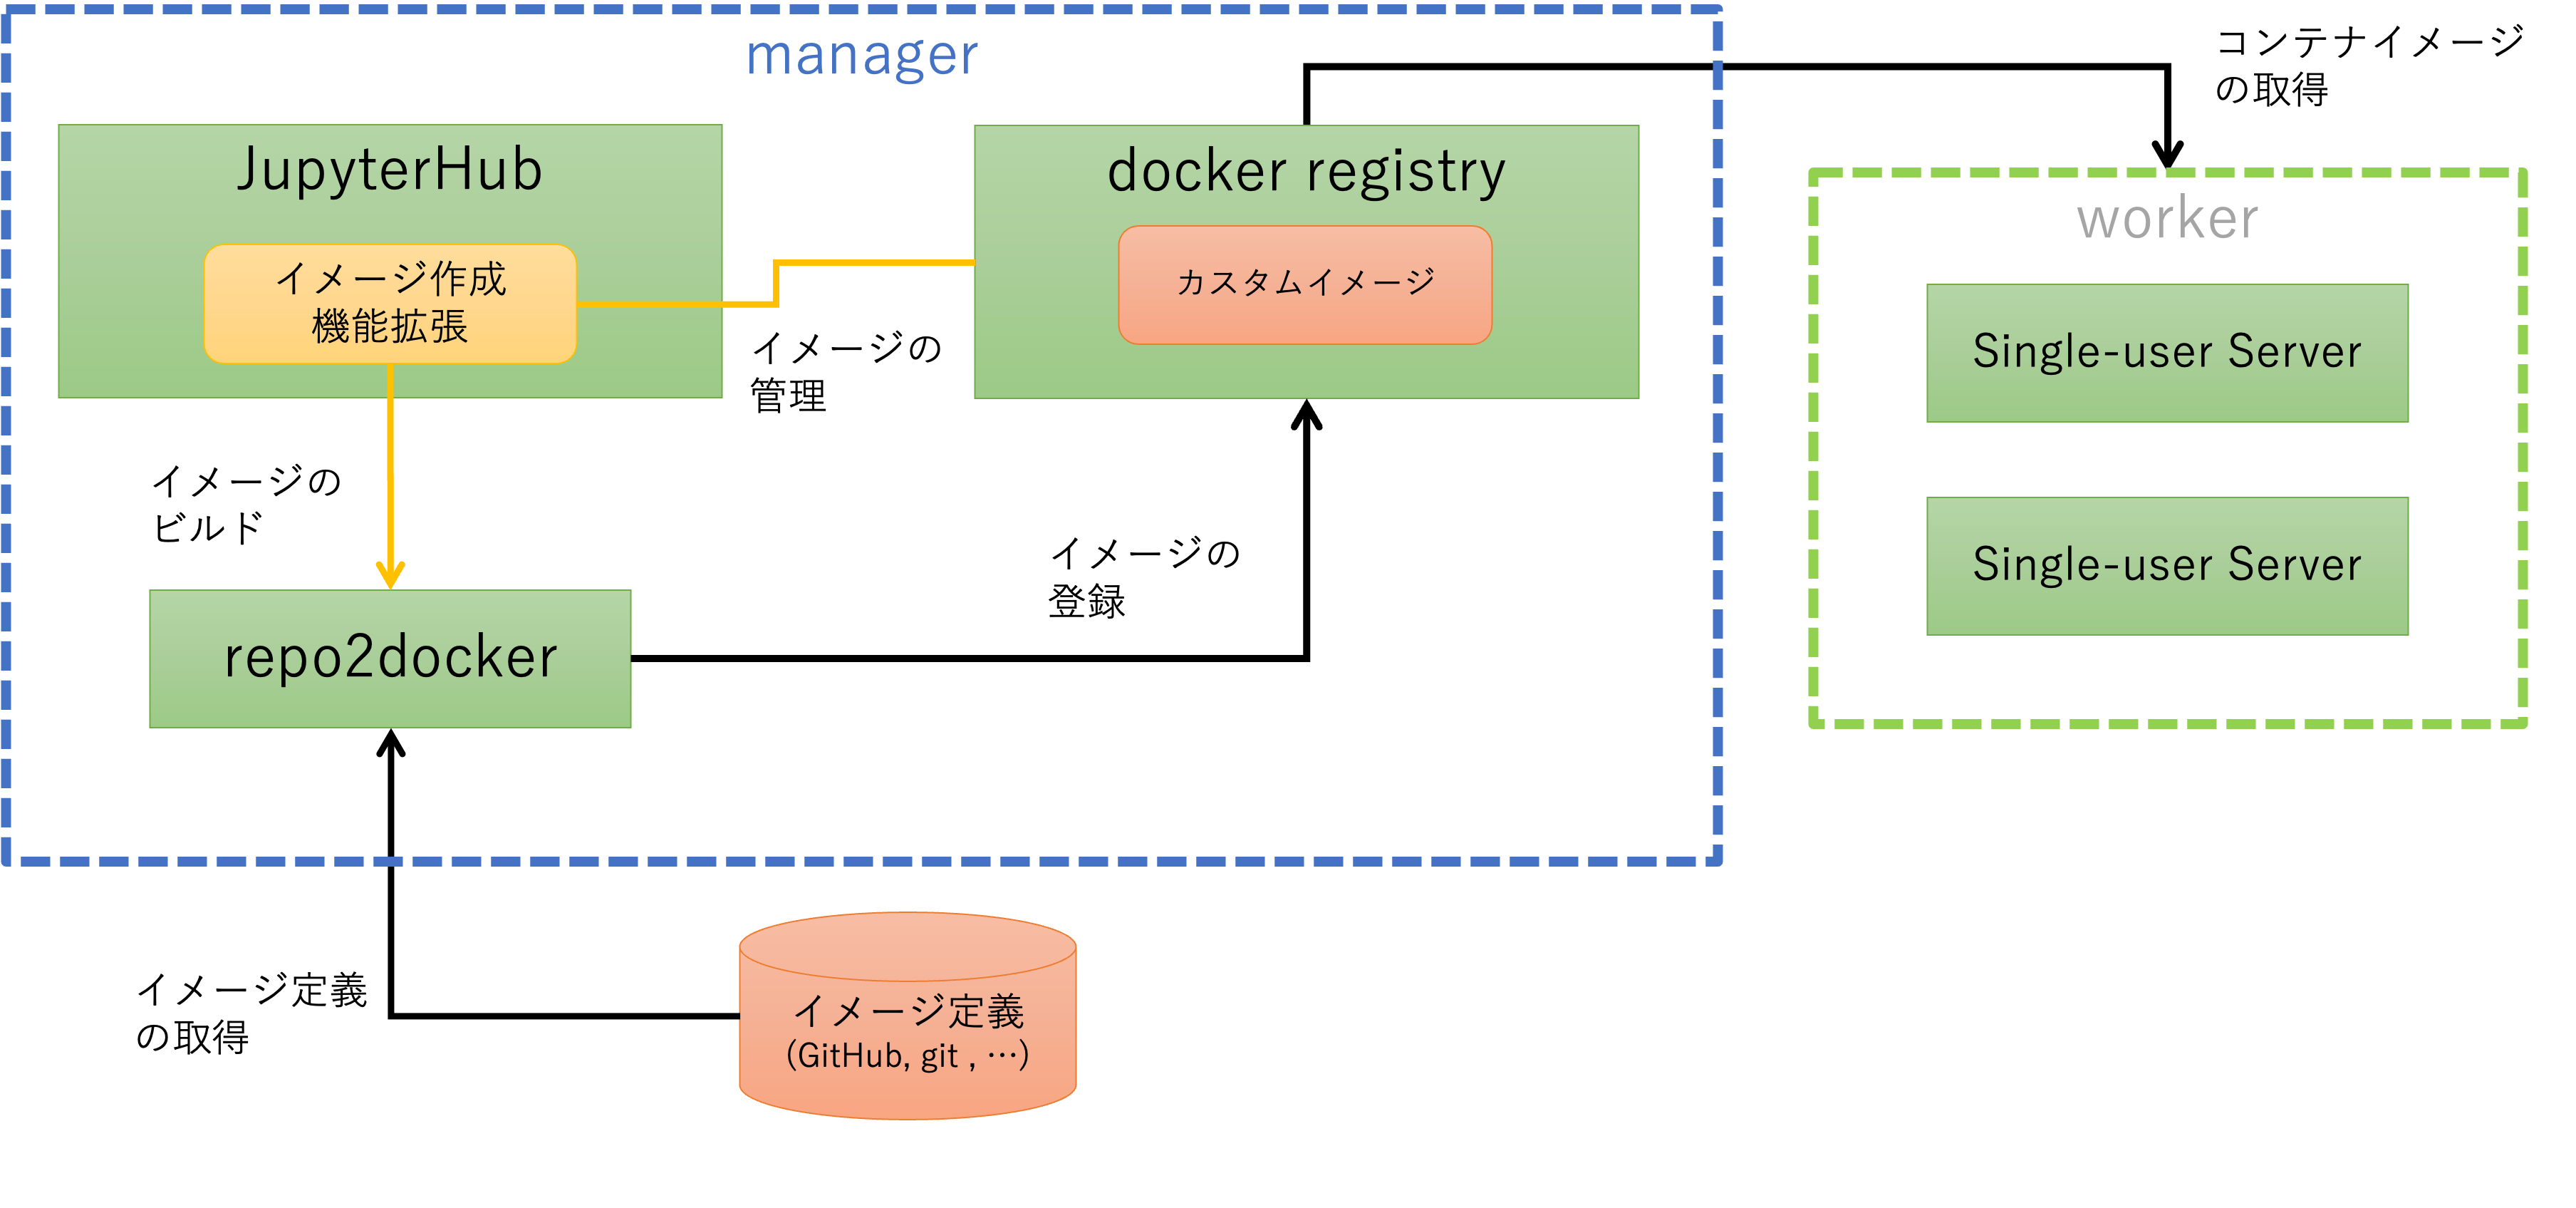 manager
コンテナイメージ
の取得
JupyterHub
イメージ作成
機能拡張
docker registry
カスタムイメージ
イメージの
管理
worker
Single-user Server
Single-user Server
イメージの
ビルド
イメージの
登録
repo2docker
イメージ定義
の取得
イメージ定義
(GitHub, git , …)